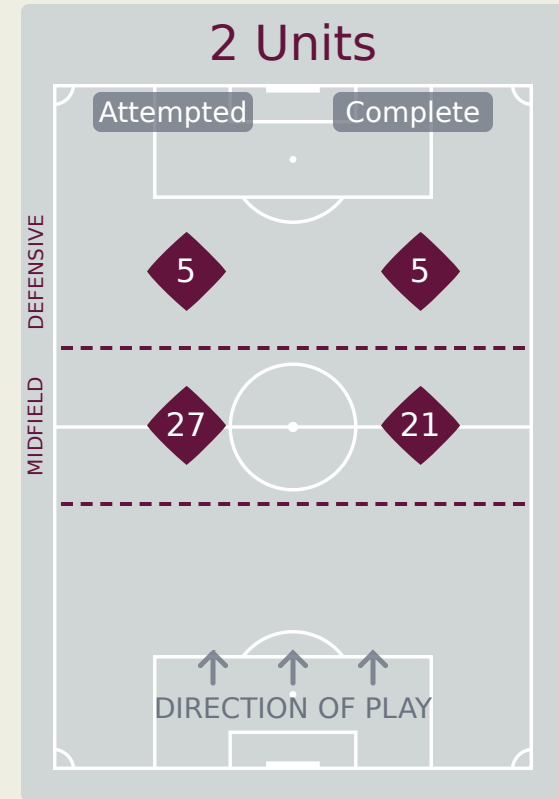 2 Units
Attempted
Complete
DEFENSIVE
5
5
MIDFIELD
27
21
DIRECTION OF PLAY